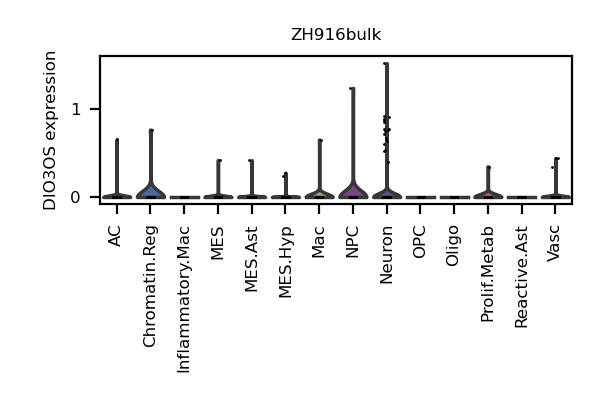 ZH916bulk
DIO3OS expression
1
0
AC
Chromatin.Reg
Inflammatory.Mac
MES
MES.Ast
MES.Hyp
Mac
NPC
Neuron
OPC
Oligo
Prolif.Metab
Reactive.Ast
Vasc